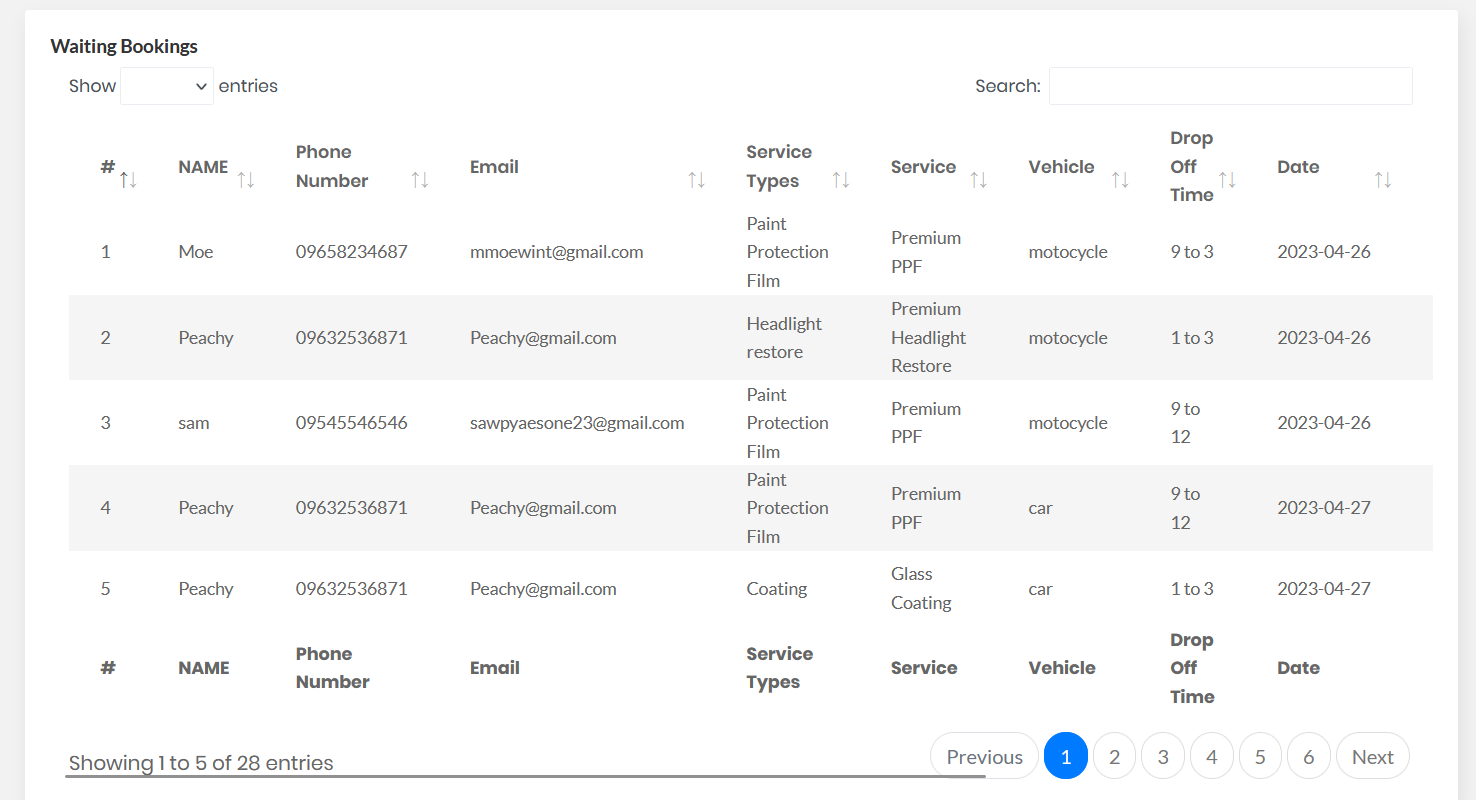 Waiting Bookings
Show entries Search:
# NAME Phone Number Email Service Types Service Vehicle Drop Off Time Date
1 Moe 09658234687 mmoewint@gmail.com Paint Protection Film Premium PPF motocycle 9 to 3 2023-04-26
2 Peachy 09632536871 Peachy@gmail.com Headlight restore Premium Headlight Restore motocycle 1 to 3 2023-04-26
3 sam 09545546546 sawpyaesone23@gmail.com Paint Protection Film Premium PPF motocycle 9 to 12 2023-04-26
4 Peachy 09632536871 Peachy@gmail.com Paint Protection Film Premium PPF car 9 to 12 2023-04-27
5 Peachy 09632536871 Peachy@gmail.com Coating Glass Coating car 1 to 3 2023-04-27
# NAME Phone Number Email Service Types Service Vehicle Drop Off Time Date
Showing 1 to 5 of 28 entries Previous 1 2 3 4 5 6 Next